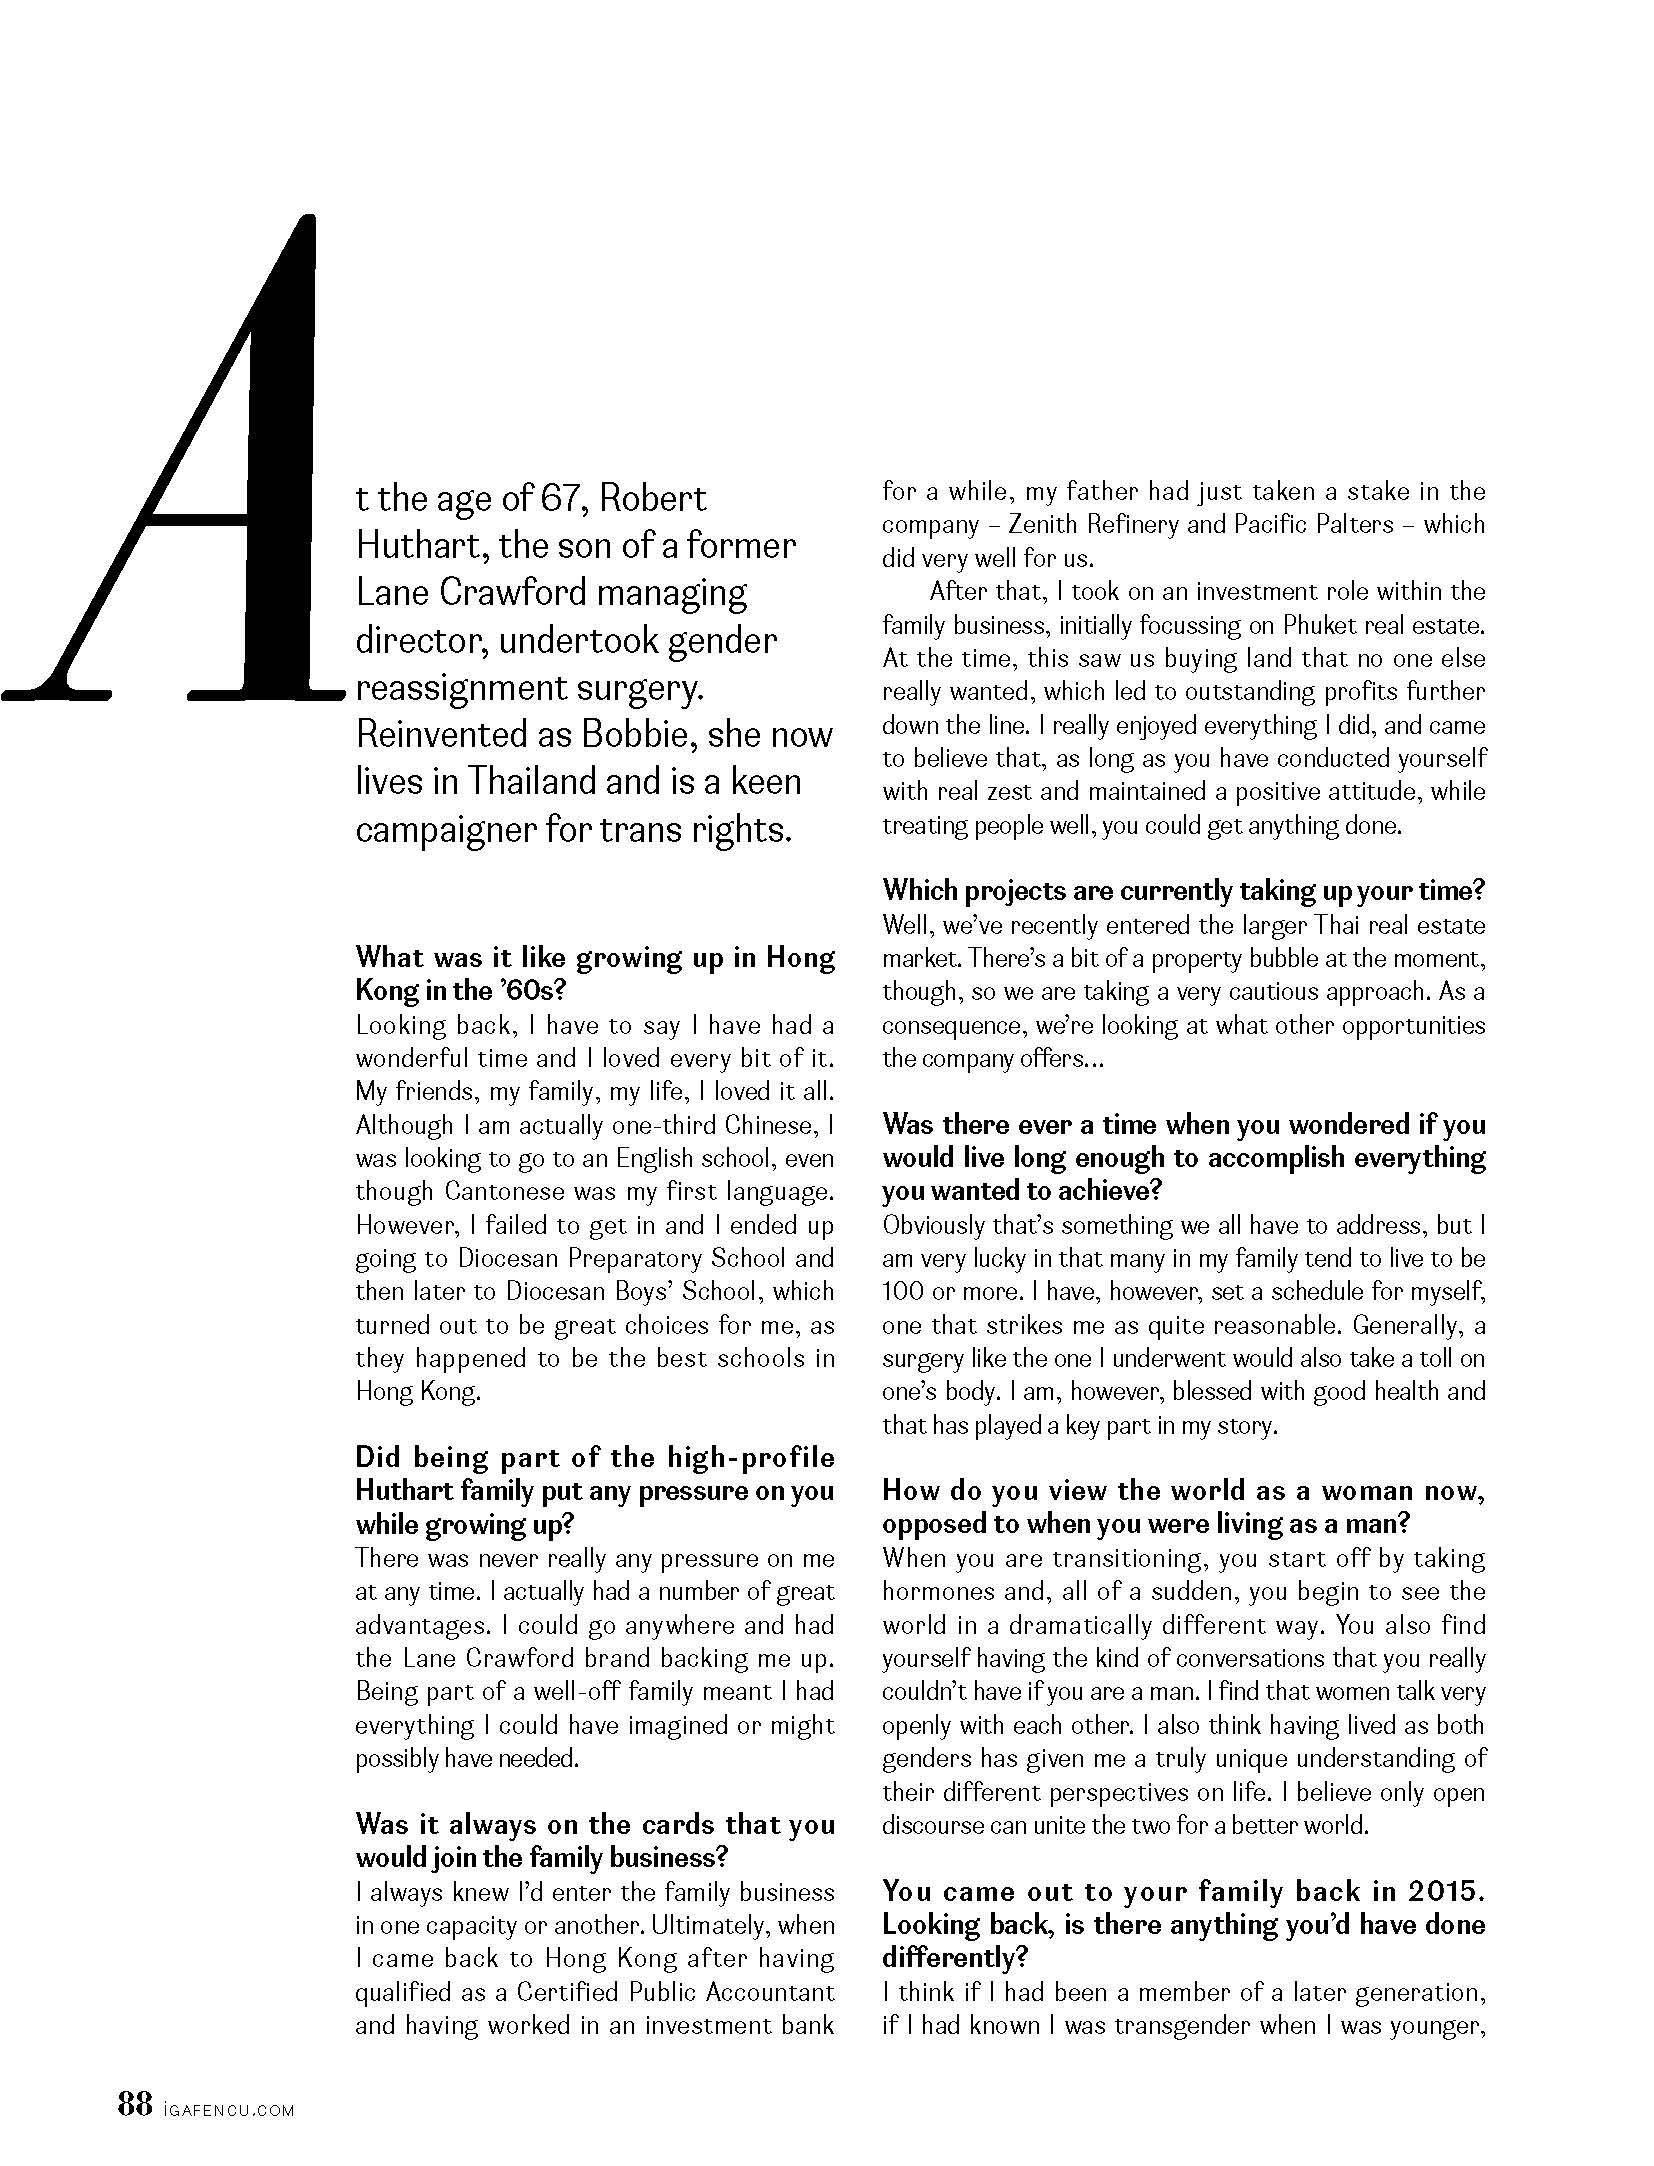 At the age of 67, Robert
Huthart, the son of a former
Lane Crawford managing
director, undertook gender
reassignment surgery.
Reinvented as Bobbie, she now
lives in Thailand and is a keen
campaigner for trans rights.
What was it like growing up in Hong
Kong in the ’60s?
Looking back, I have to say I have had a
wonderful time and I loved every bit of it.
My friends, my family, my life, I loved it all.
Although I am actually one-third Chinese, I
was looking to go to an English school, even
though Cantonese was my first language.
However, I failed to get in and I ended up
going to Diocesan Preparatory School and
then later to Diocesan Boys’ School, which
turned out to be great choices for me, as
they happened to be the best schools in
Hong Kong.
Did being part of the high-profile
Huthart family put any pressure on you
while growing up?
There was never really any pressure on me
at any time. I actually had a number of great
advantages. I could go anywhere and had
the Lane Crawford brand backing me up.
Being part of a well-off family meant I had
everything I could have imagined or might
possibly have needed.
Was it always on the cards that you
would join the family business?
I always knew I’d enter the family business
in one capacity or another. Ultimately, when
I came back to Hong Kong after having
qualified as a Certified Public Accountant
and having worked in an investment bank
for a while, my father had just taken a stake in the
company – Zenith Refinery and Pacific Palters – which
did very well for us.
After that, I took on an investment role within the
family business, initially focussing on Phuket real estate.
At the time, this saw us buying land that no one else
really wanted, which led to outstanding profits further
down the line. I really enjoyed everything I did, and came
to believe that, as long as you have conducted yourself
with real zest and maintained a positive attitude, while
treating people well, you could get anything done.
Which projects are currently taking up your time?
Well, we’ve recently entered the larger Thai real estate
market. There’s a bit of a property bubble at the moment,
though, so we are taking a very cautious approach. As a
consequence, we’re looking at what other opportunities
the company offers...
Was there ever a time when you wondered if you
would live long enough to accomplish everything
you wanted to achieve?
Obviously that’s something we all have to address, but I
am very lucky in that many in my family tend to live to be
100 or more. I have, however, set a schedule for myself,
one that strikes me as quite reasonable. Generally, a
surgery like the one I underwent would also take a toll on
one’s body. I am, however, blessed with good health and
that has played a key part in my story.
How do you view the world as a woman now,
opposed to when you were living as a man?
When you are transitioning, you start off by taking
hormones and, all of a sudden, you begin to see the
world in a dramatically different way. You also find
yourself having the kind of conversations that you really
couldn’t have if you are a man. I find that women talk very
openly with each other. I also think having lived as both
genders has given me a truly unique understanding of
their different perspectives on life. I believe only open
discourse can unite the two for a better world.
You came out to your family back in 2015.
Looking back, is there anything you’d have done
differently?
I think if I had been a member of a later generation,
if I had known I was transgender when I was younger,
88 iGAFENCU.COM